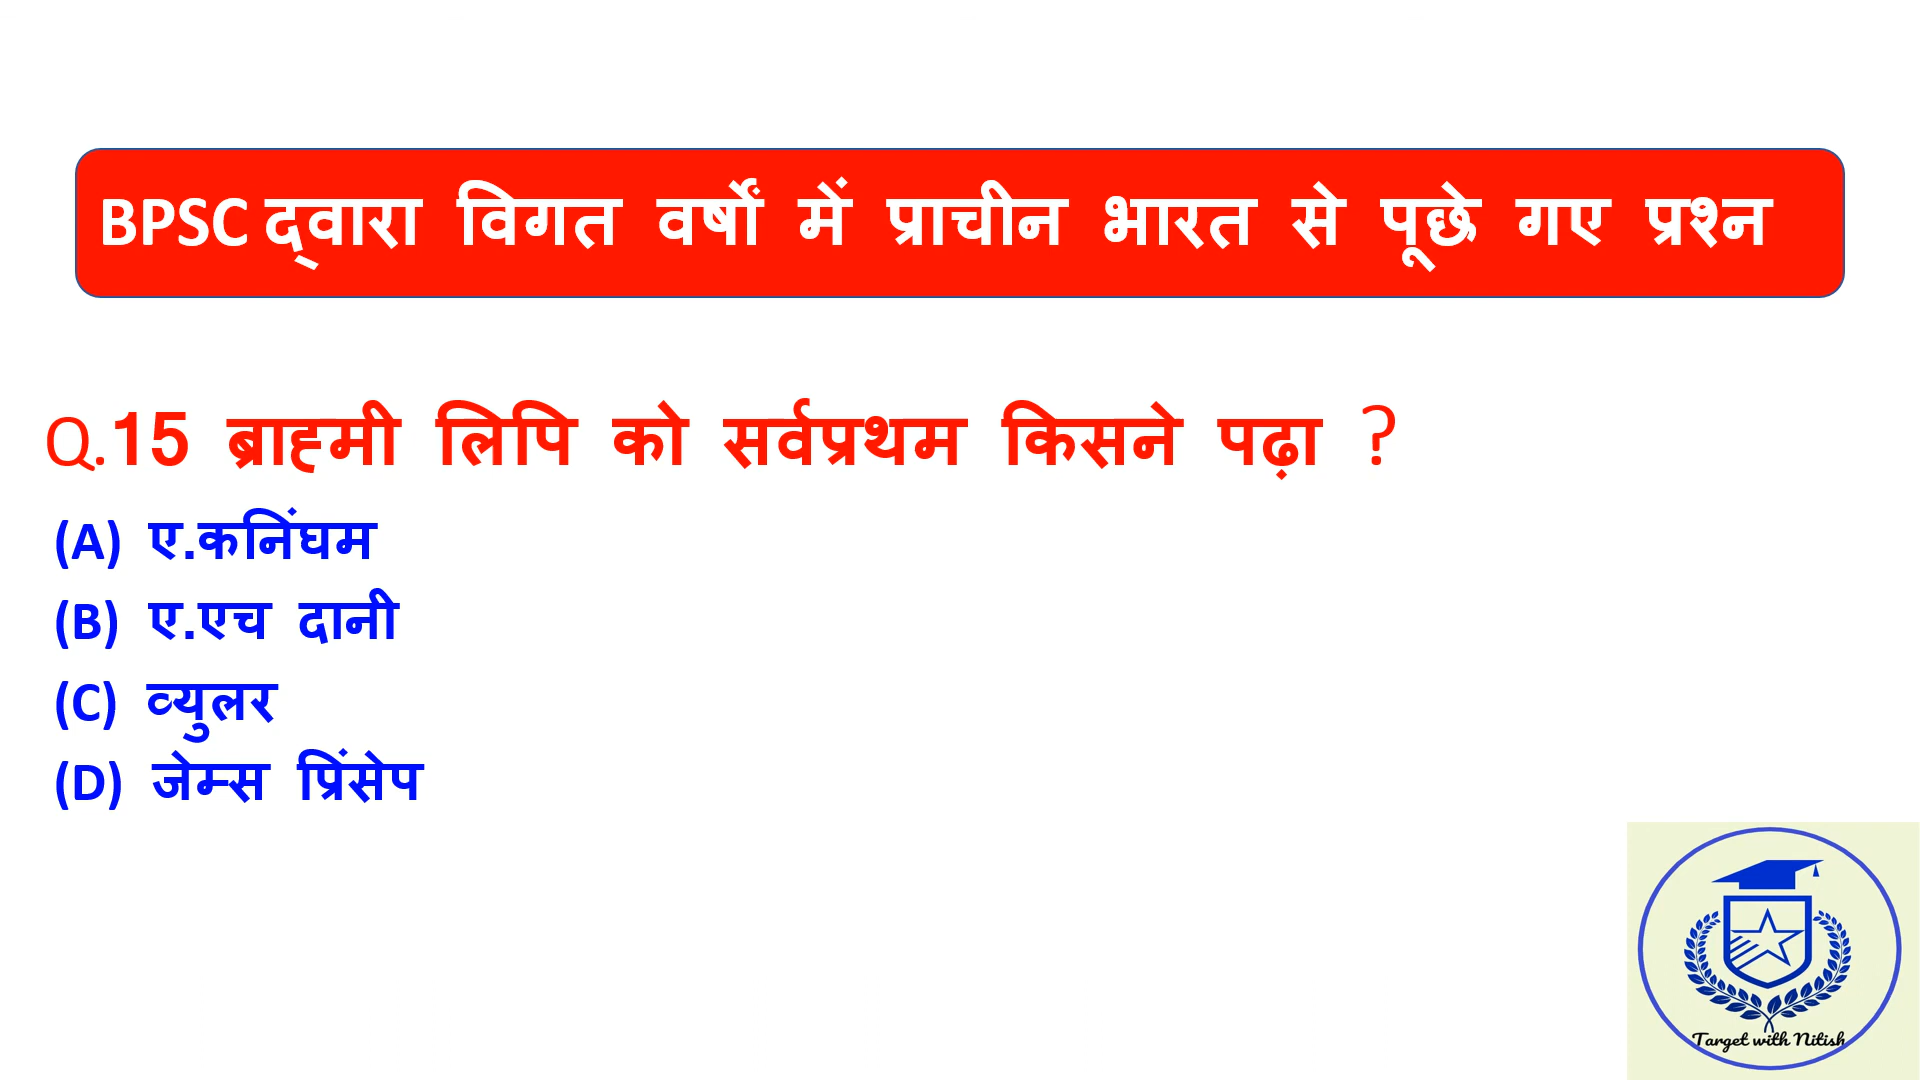 BPSC द्वारा विगत वर्षों में प्राचीन भारत से पूछे गए प्रश्न
Q.15 ब्राह्मी लिपि को सर्वप्रथम किसने पढ़ा ?
(A) ए.कनिंघम
(B) ए.एच दानी
(C) व्युलर
(D) जेम्स प्रिंसेप
Target with Nitish